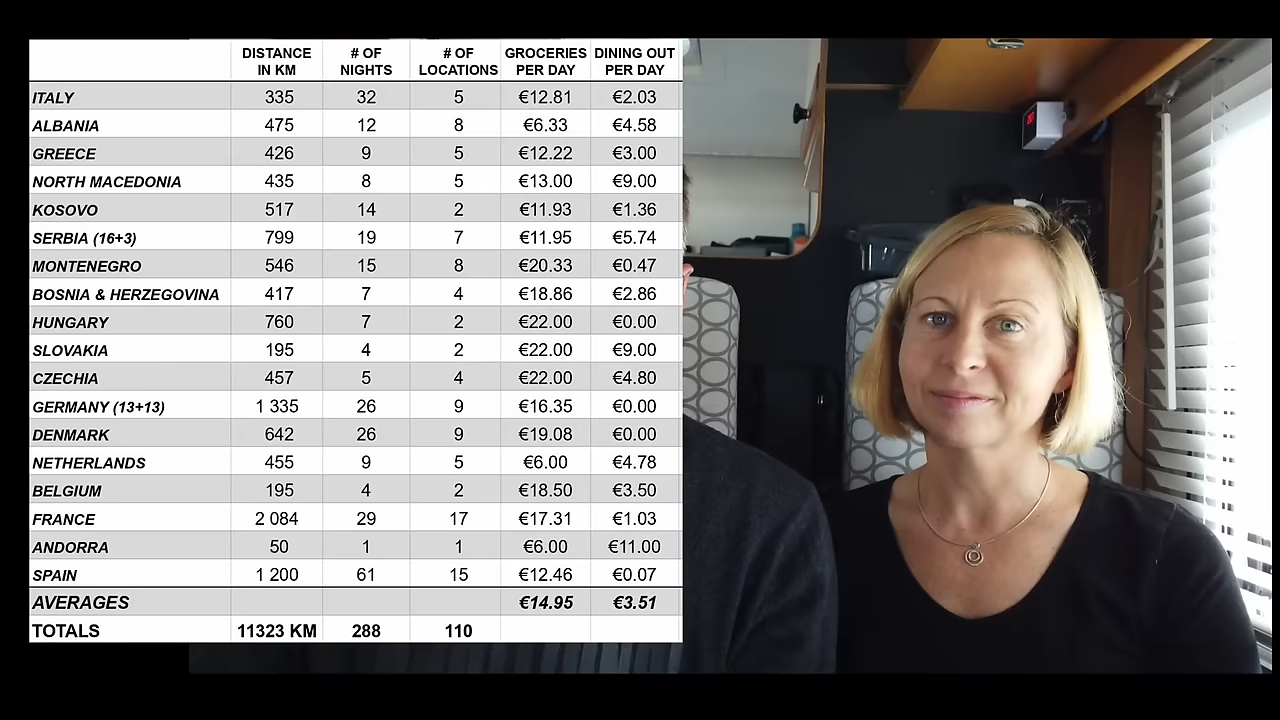 DISTANCE IN KM # OF NIGHTS # OF LOCATIONS GROCERIES PER DAY DINING OUT PER DAY
ITALY 335 32 5 €12.81 €2.03
ALBANIA 475 12 8 €6.33 €4.58
GREECE 426 9 5 €12.22 €3.00
NORTH MACEDONIA 435 8 5 €13.00 €9.00
KOSOVO 517 14 2 €11.93 €1.36
SERBIA (16+3) 799 19 7 €11.95 €5.74
MONTENEGRO 546 15 8 €20.33 €0.47
BOSNIA & HERZEGOVINA 417 7 4 €18.86 €2.86
HUNGARY 760 7 2 €22.00 €0.00
SLOVAKIA 195 4 2 €22.00 €9.00
CZECHIA 457 5 4 €22.00 €4.80
GERMANY (13+13) 1 335 26 9 €16.35 €0.00
DENMARK 642 26 9 €19.08 €0.00
NETHERLANDS 455 9 5 €6.00 €4.78
BELGIUM 195 4 2 €18.50 €3.50
FRANCE 2 084 29 17 €17.31 €1.03
ANDORRA 50 1 1 €6.00 €11.00
SPAIN 1 200 61 15 €12.46 €0.07
AVERAGES €14.95 €3.51
TOTALS 11323 KM 288 110